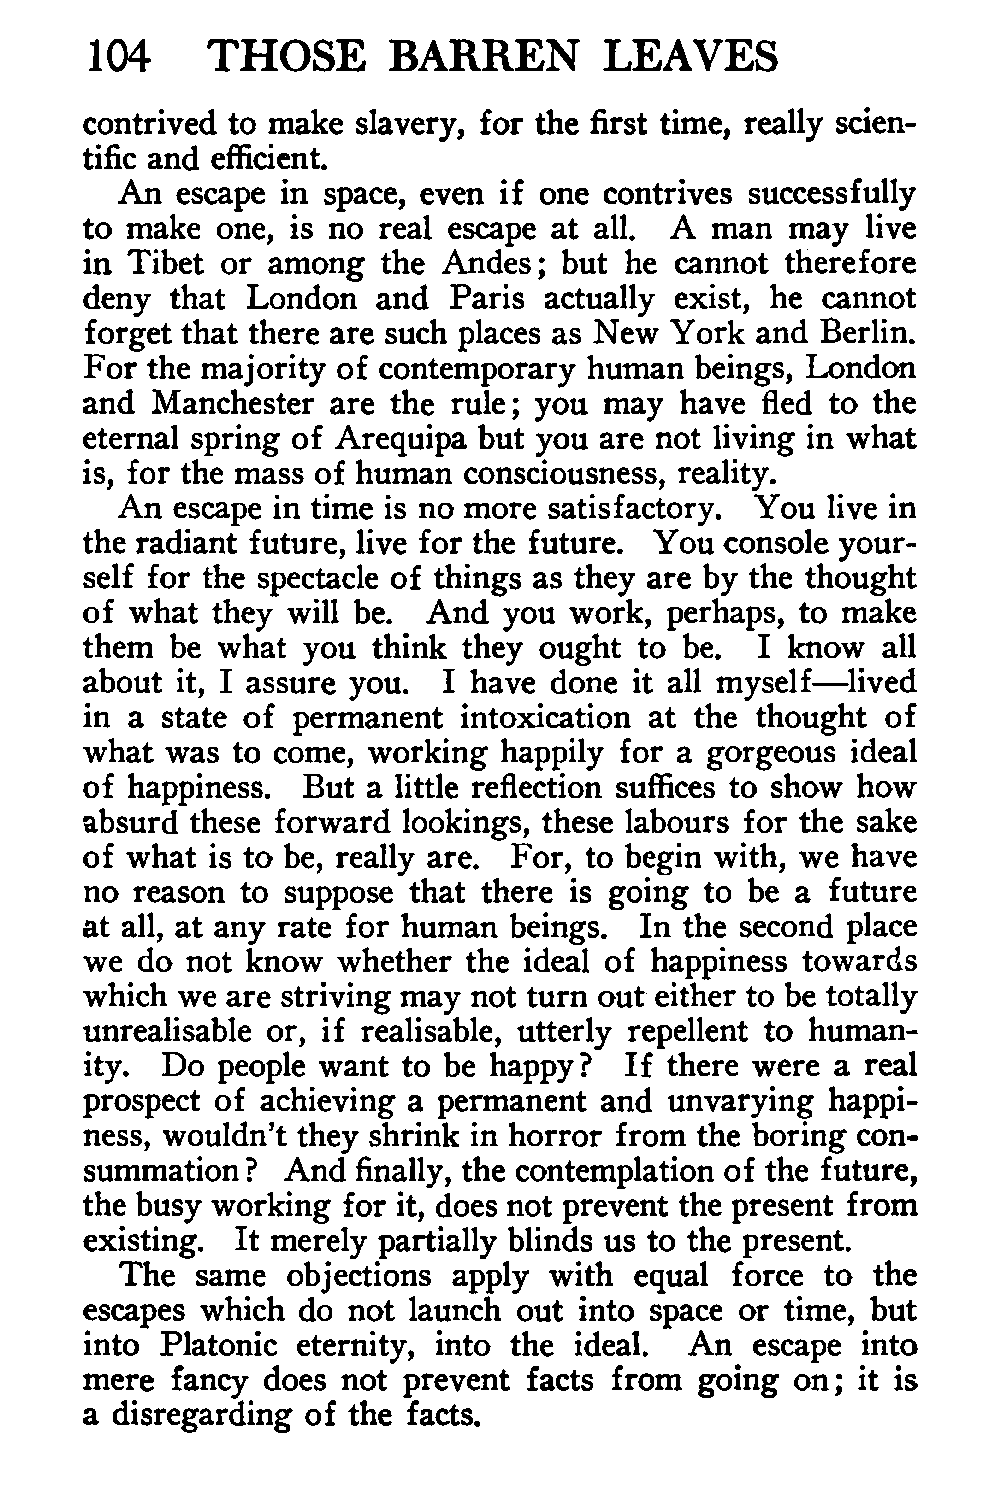 104 THOSE BARREN LEAVES
contrived to make slavery, for the first time, really scien-
tific and efficient.
An escape in space, even if one contrives successfully
to make one, is no real escape at all. A man may live
in Tibet or among the Andes; but he cannot therefore
deny that London and Paris actually exist, he cannot
forget that there are such places as New York and Berlin.
For the majority of contemporary human beings, London
and Manchester are the rule; you may have fled to the
eternal spring of Arequipa but you are not living in what
is, for the mass of human consciousness, reality.
An escape in time is no more satisfactory. You live in
the radiant future, live for the future. You console your-
self for the spectacle of things as they are by the thought
of what they will be. And you work, perhaps, to make
them be what you think they ought to be. I know all
about it, I assure you. I have done it all myself—lived
in a state of permanent intoxication at the thought of
what was to come, working happily for a gorgeous ideal
of happiness. But a little reflection suffices to show how
absurd these forward lookings, these labours for the sake
of what is to be, really are. For, to begin with, we have
no reason to suppose that there is going to be a future
at all, at any rate for human beings. In the second place
we do not know whether the ideal of happiness towards
which we are striving may not turn out either to be totally
unrealisable or, if realisable, utterly repellent to human-
ity. Do people want to be happy? If there were a real
prospect of achieving a permanent and unvarying happi-
ness, wouldn't they shrink in horror from the boring con-
summation? And finally, the contemplation of the future,
the busy working for it, does not prevent the present from
existing. It merely partially blinds us to the present.
The same objections apply with equal force to the
escapes which do not launch out into space or time, but
into Platonic eternity, into the ideal. An escape into
mere fancy does not prevent facts from going on; it is
a disregarding of the facts.